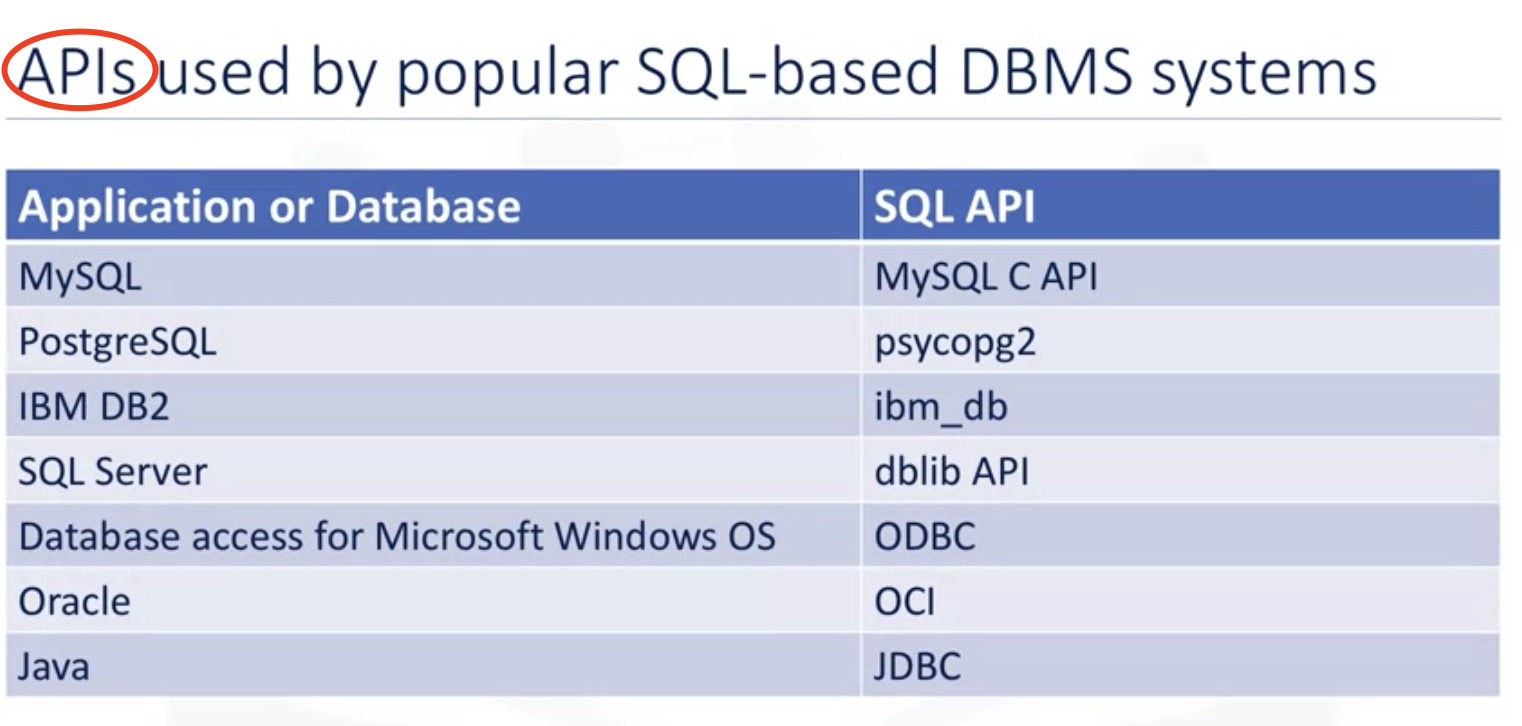 APIs used by popular SQL-based DBMS systems
Application or Database SQL API
MySQL MySQL C API
PostgreSQL psycopg2
IBM DB2 ibm_db
SQL Server dblib API
Database access for Microsoft Windows OS ODBC
Oracle OCI
Java JDBC